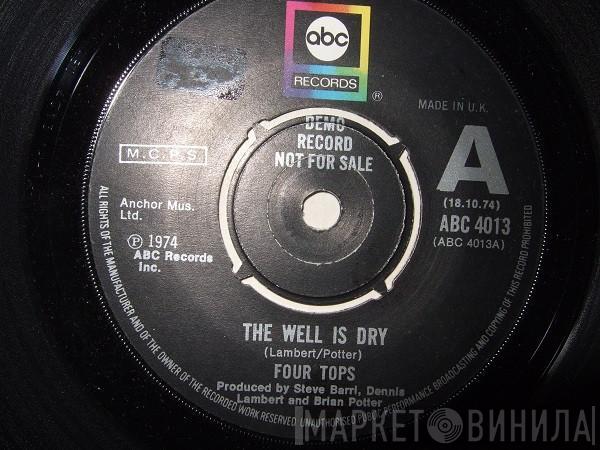 abc
RECORDS
®
DEMO
RECORD
NOT FOR SALE
MADE IN U.K.
A
(18.10.74)
ABC 4013
(ABC 4013A)
M.C.P.S
Anchor Mus.
Ltd.
Ⓟ 1974
ABC Records
Inc.
THE WELL IS DRY
(Lambert/Potter)
FOUR TOPS
Produced by Steve Barri, Dennis
Lambert and Brian Potter
ALL RIGHTS OF THE MANUFACTURER AND OF THE OWNER OF THE RECORDED WORK RESERVED. UNAUTHORISED PUBLIC PERFORMANCE BROADCASTING AND COPYING OF THIS RECORD PROHIBITED
МАРКЕТ ВИНИЛА